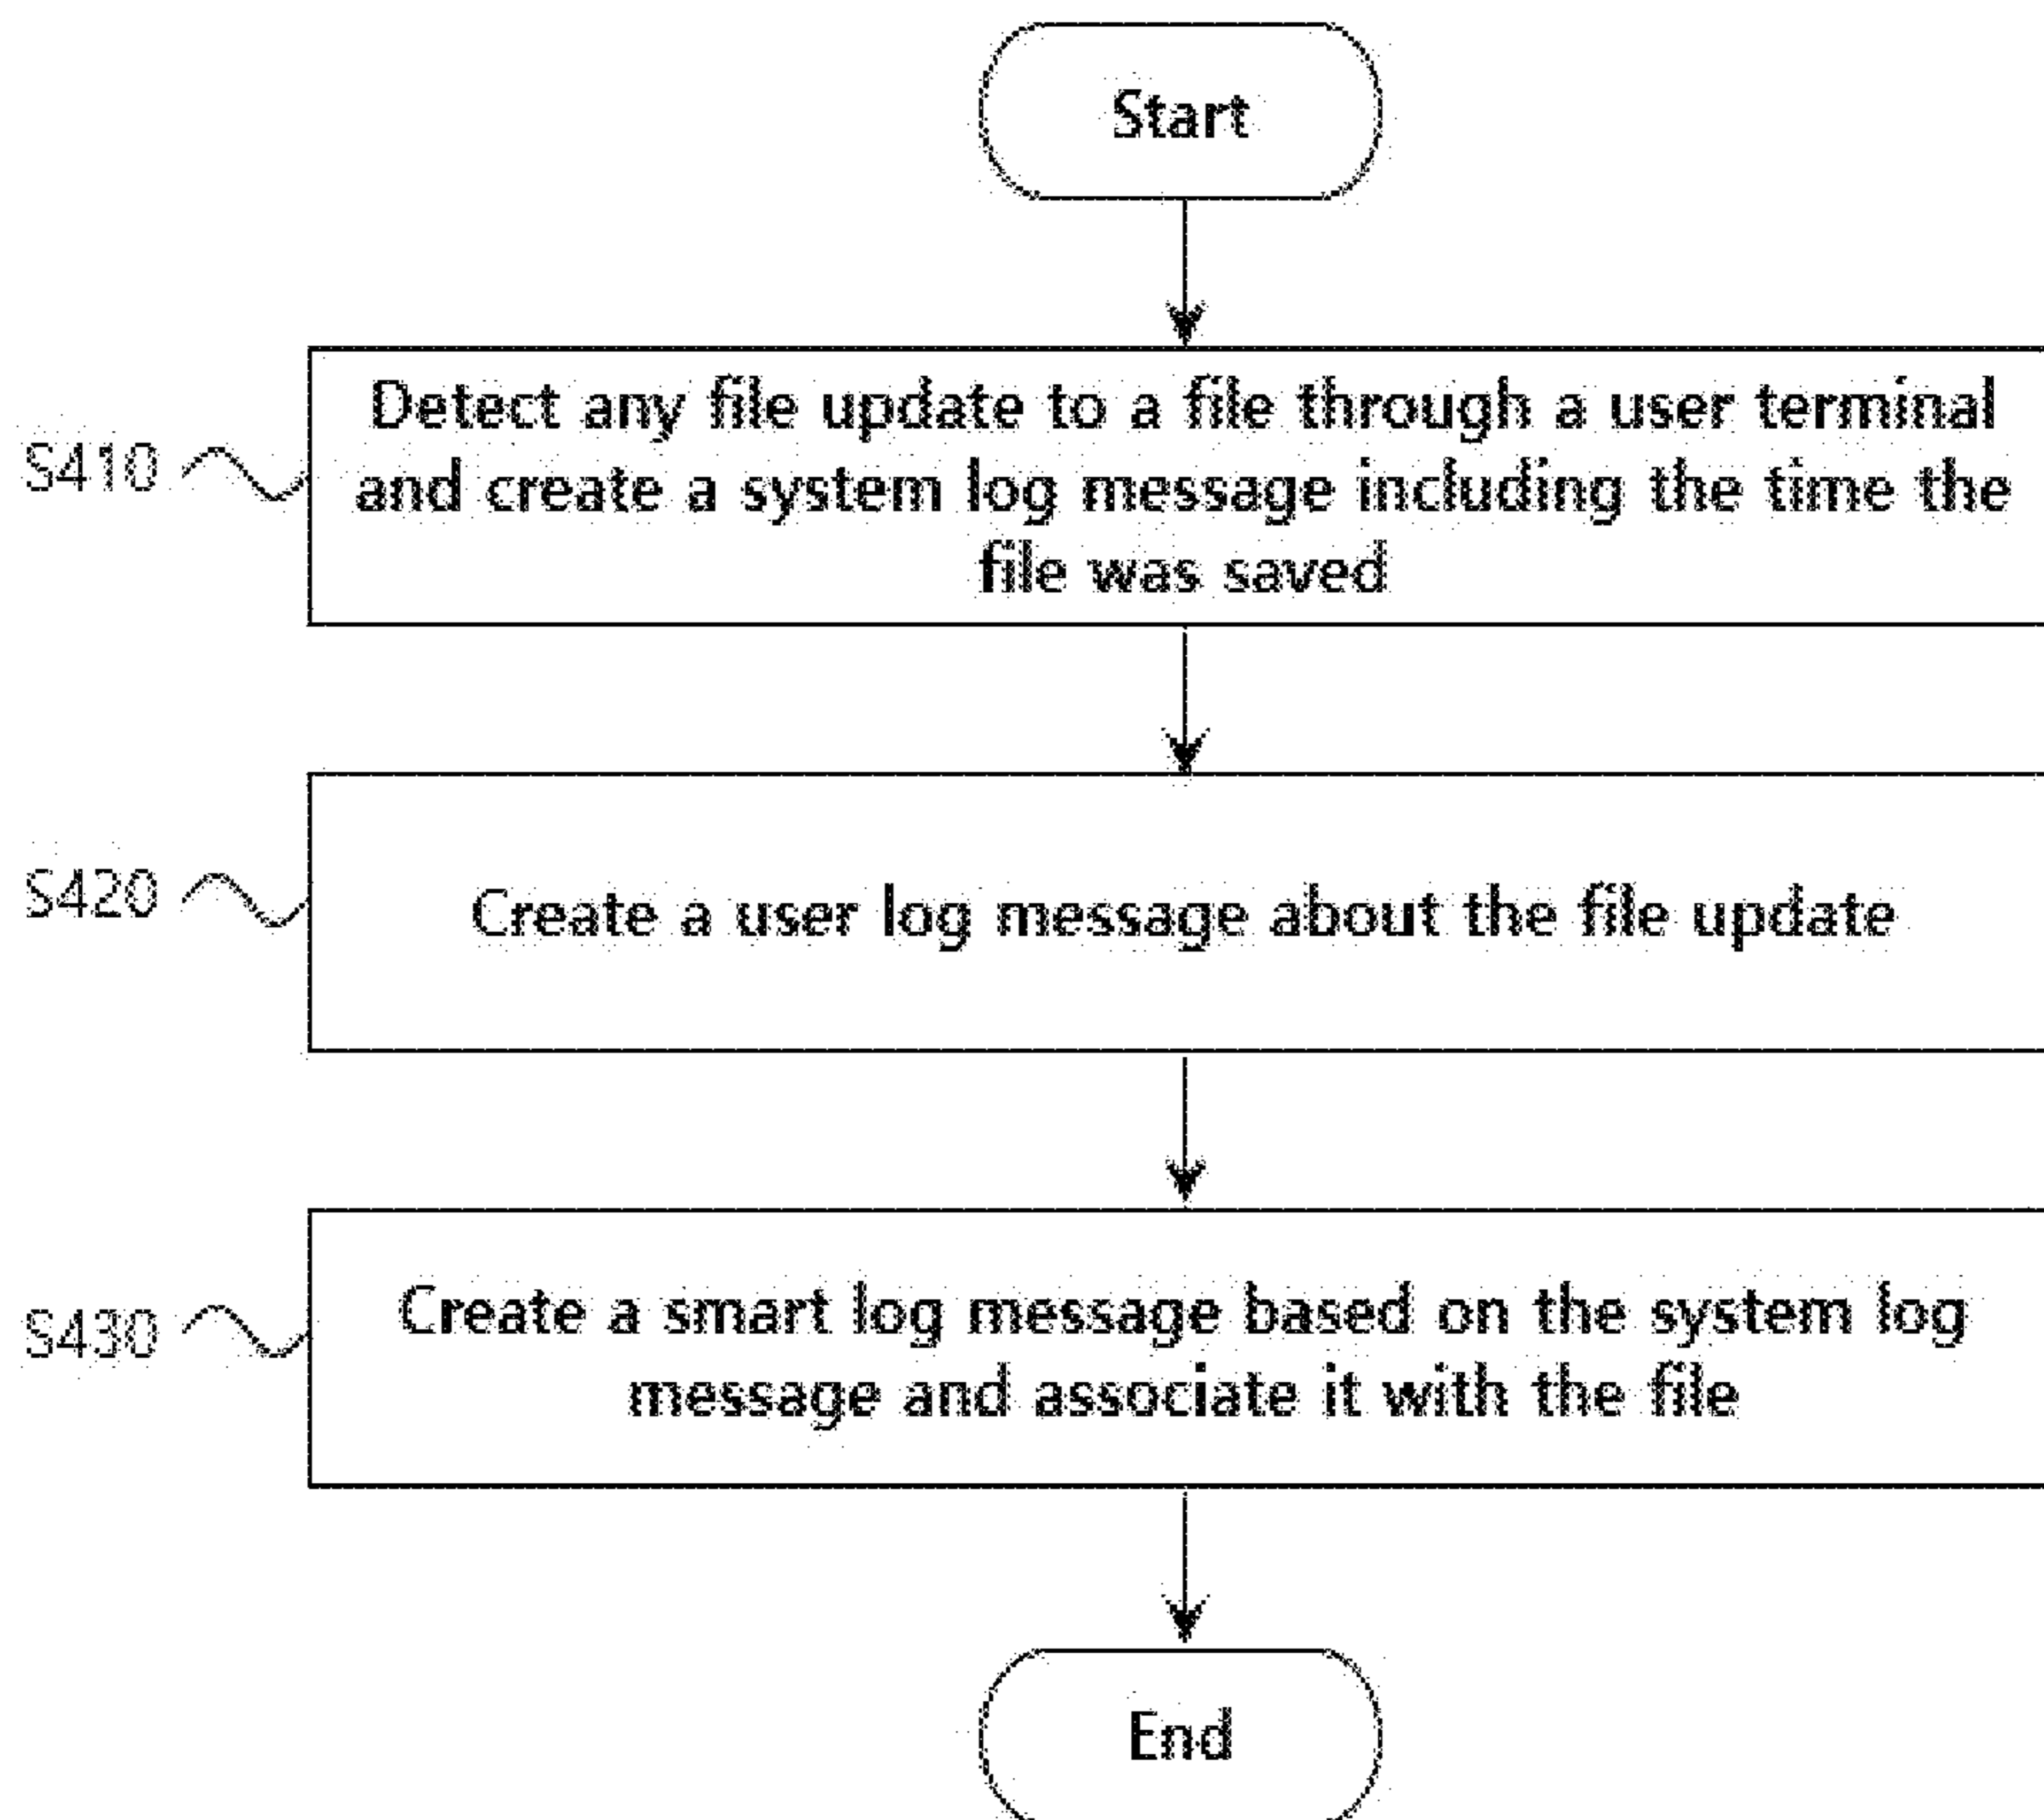 Start
S410
Detect any file update to a file through a user terminal
and create a system log message including the time the
file was saved
S420
Create a user log message about the file update
S430
Create a smart log message based on the system log
message and associate it with the file
End